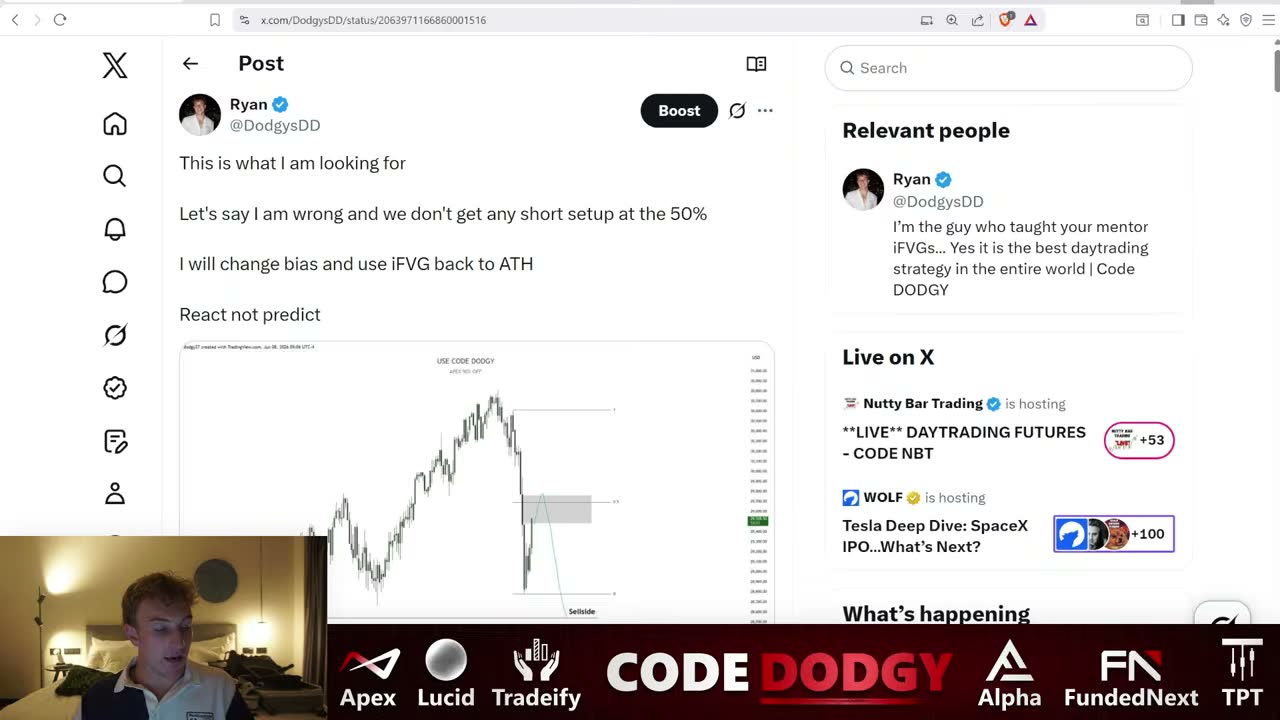 x.com/DodgysDD/status/2063971166860001516
Post
Search
Ryan
@DodgysDD
Boost
This is what I am looking for
Let's say I am wrong and we don't get any short setup at the 50%
I will change bias and use iFVG back to ATH
React not predict
USE CODE DODGY
Sellside
Relevant people
Ryan
@DodgysDD
I'm the guy who taught your mentor
iFVGs... Yes it is the best daytrading
strategy in the entire world | Code
DODGY
Live on X
Nutty Bar Trading is hosting
**LIVE** DAYTRADING FUTURES
- CODE NBT
+53
WOLF is hosting
Tesla Deep Dive: SpaceX
IPO...What's Next?
+100
What's happening
CODE DODGY
Apex
Lucid
Tradeify
Alpha
FundedNext
TPT